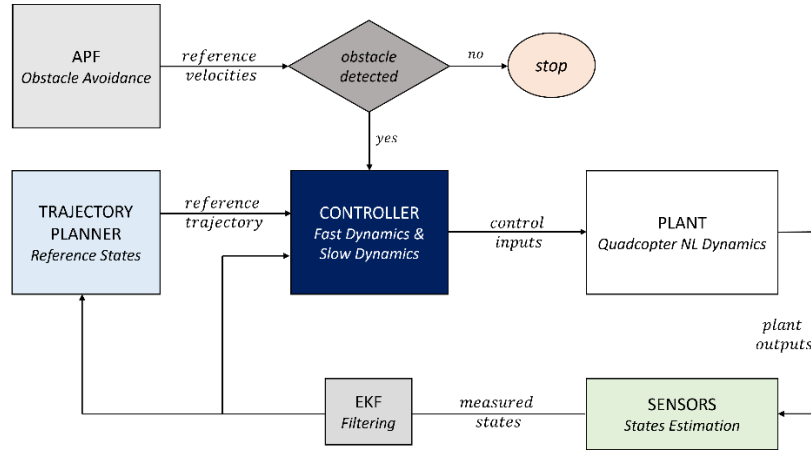 APF
Obstacle Avoidance
reference
velocities
obstacle
detected
no
stop
yes
TRAJECTORY
PLANNER
Reference States
reference
trajectory
CONTROLLER
Fast Dynamics &
Slow Dynamics
control
inputs
PLANT
Quadcopter NL Dynamics
plant
outputs
EKF
Filtering
measured
states
SENSORS
States Estimation